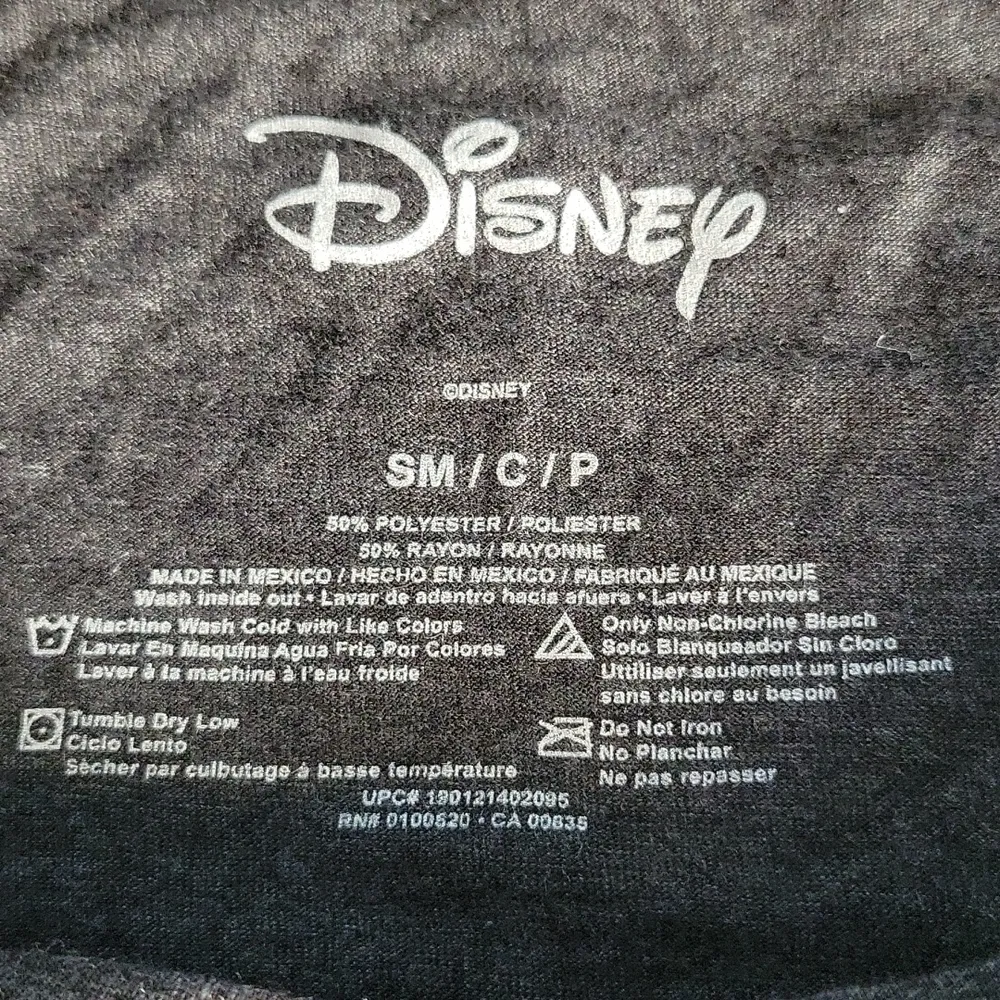 Disney
©DISNEY
SM / C / P
50% POLYESTER / POLIESTER
50% RAYON / RAYONNE
MADE IN MEXICO / HECHO EN MEXICO / FABRIQUÉ AU MEXIQUE
Wash inside out • Lavar de adentro hacia afuera • Laver à l'envers
Machine Wash Cold with Like Colors
Lavar En Maquina Agua Fria Por Colores
Laver à la machine à l'eau froide
Only Non-Chlorine Bleach
Solo Blanqueador Sin Cloro
Utiliser seulement un javellisant
sans chlore au besoin
Tumble Dry Low
Ciclo Lento
Sècher par culbutage à basse température
Do Not Iron
No Planchar
Ne pas repasser
UPC# 190121402095
RN# 0100520 • CA 00835